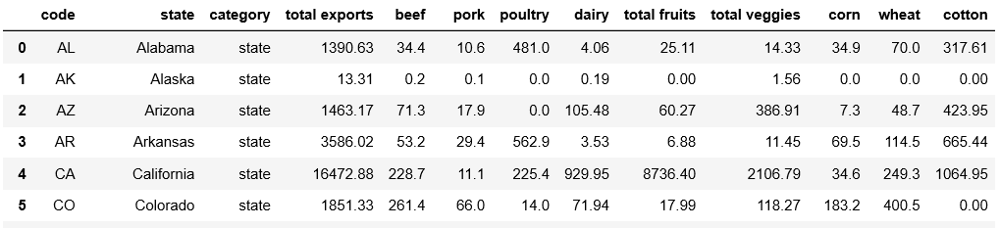 code state category total exports beef pork poultry dairy total fruits total veggies corn wheat cotton
0 AL Alabama state 1390.63 34.4 10.6 481.0 4.06 25.11 14.33 34.9 70.0 317.61
1 AK Alaska state 13.31 0.2 0.1 0.0 0.19 0.00 1.56 0.0 0.0 0.00
2 AZ Arizona state 1463.17 71.3 17.9 0.0 105.48 60.27 386.91 7.3 48.7 423.95
3 AR Arkansas state 3586.02 53.2 29.4 562.9 3.53 6.88 11.45 69.5 114.5 665.44
4 CA California state 16472.88 228.7 11.1 225.4 929.95 8736.40 2106.79 34.6 249.3 1064.95
5 CO Colorado state 1851.33 261.4 66.0 14.0 71.94 17.99 118.27 183.2 400.5 0.00